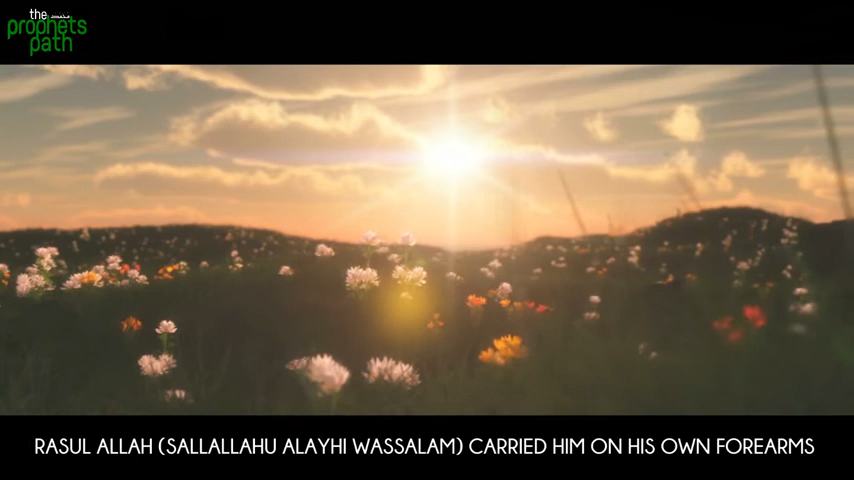 the
prophets
path
RASUL ALLAH (SALLALLAHU ALAYHI WASSALAM) CARRIED HIM ON HIS OWN FOREARMS